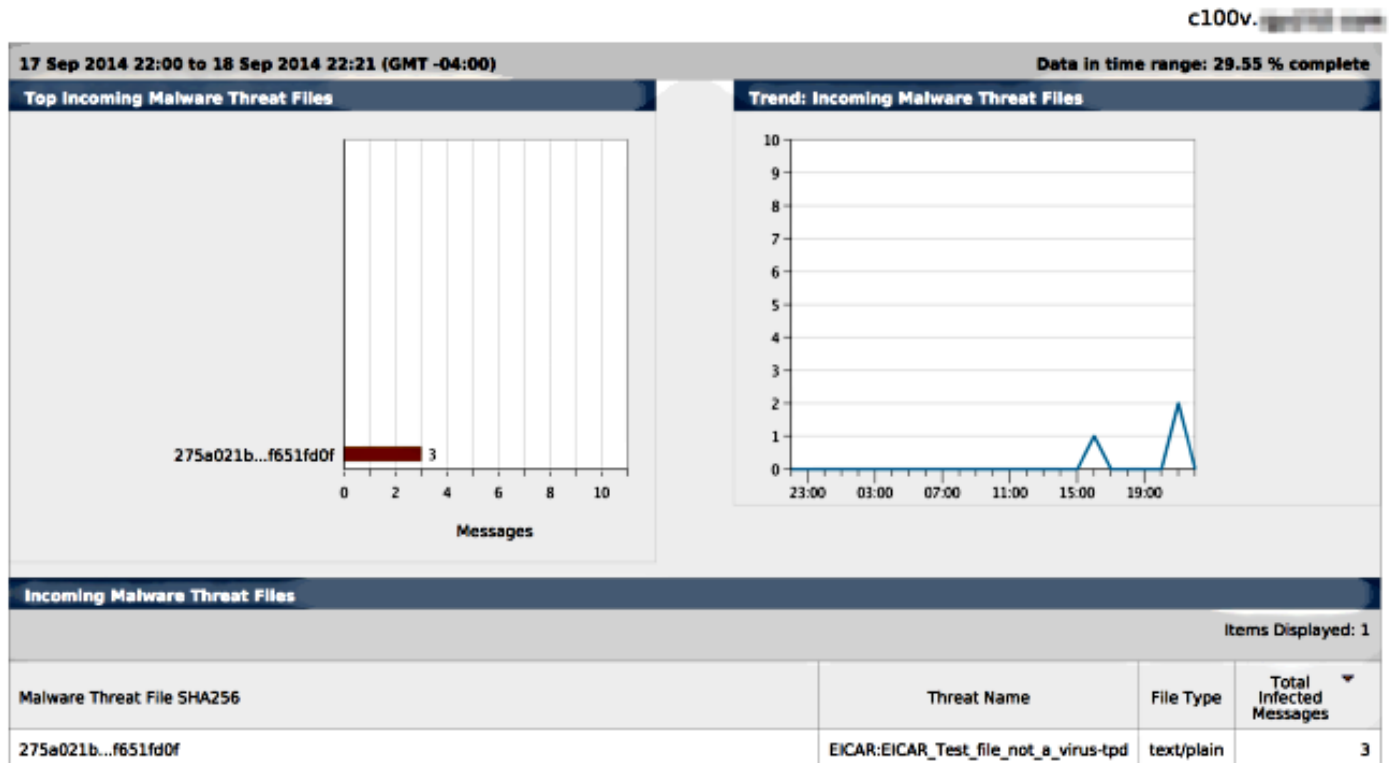 c100v.
17 Sep 2014 22:00 to 18 Sep 2014 22:21 (GMT -04:00)
Data in time range: 29.55 % complete
Top Incoming Malware Threat Files
275a021b...f651fd0f
3
0 2 4 6 8 10
Messages
Trend: Incoming Malware Threat Files
10
9
8
7
6
5
4
3
2
1
0
23:00 03:00 07:00 11:00 15:00 19:00
Incoming Malware Threat Files
Items Displayed: 1
Malware Threat File SHA256
Threat Name
File Type
Total
Infected
Messages
275a021b...f651fd0f
EICAR:EICAR_Test_file_not_a_virus-tpd
text/plain
3